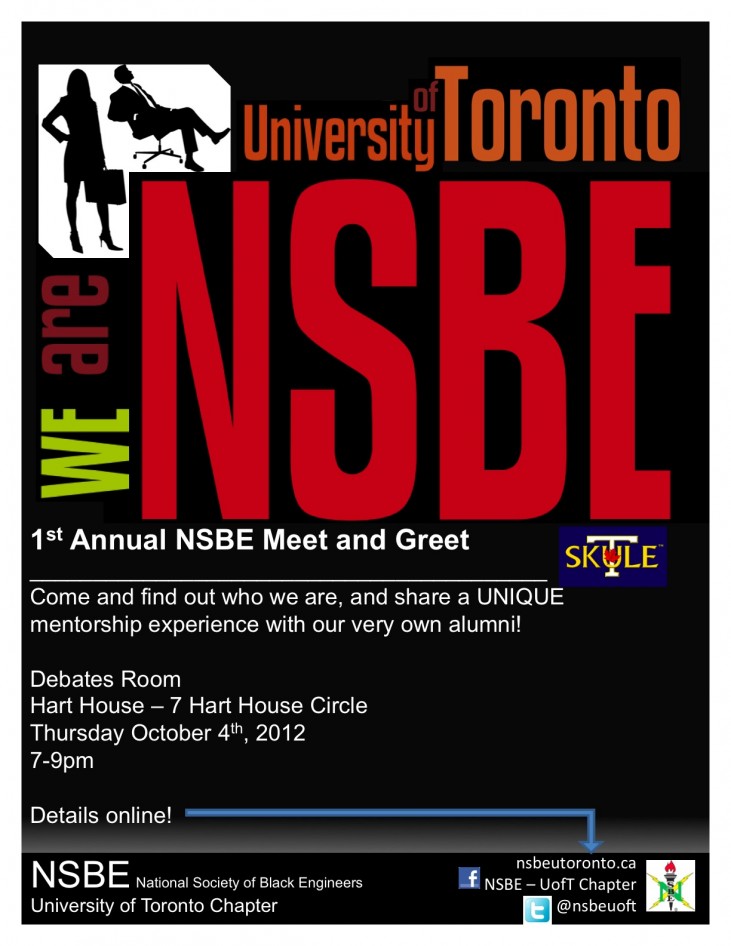 University of Toronto
WE are
NSBE
1st Annual NSBE Meet and Greet
SKULE™
Come and find out who we are, and share a UNIQUE
mentorship experience with our very own alumni!
Debates Room
Hart House – 7 Hart House Circle
Thursday October 4th, 2012
7-9pm
Details online!
nsbeutoronto.ca
NSBE National Society of Black Engineers
NSBE – UofT Chapter
University of Toronto Chapter
@nsbeuoft